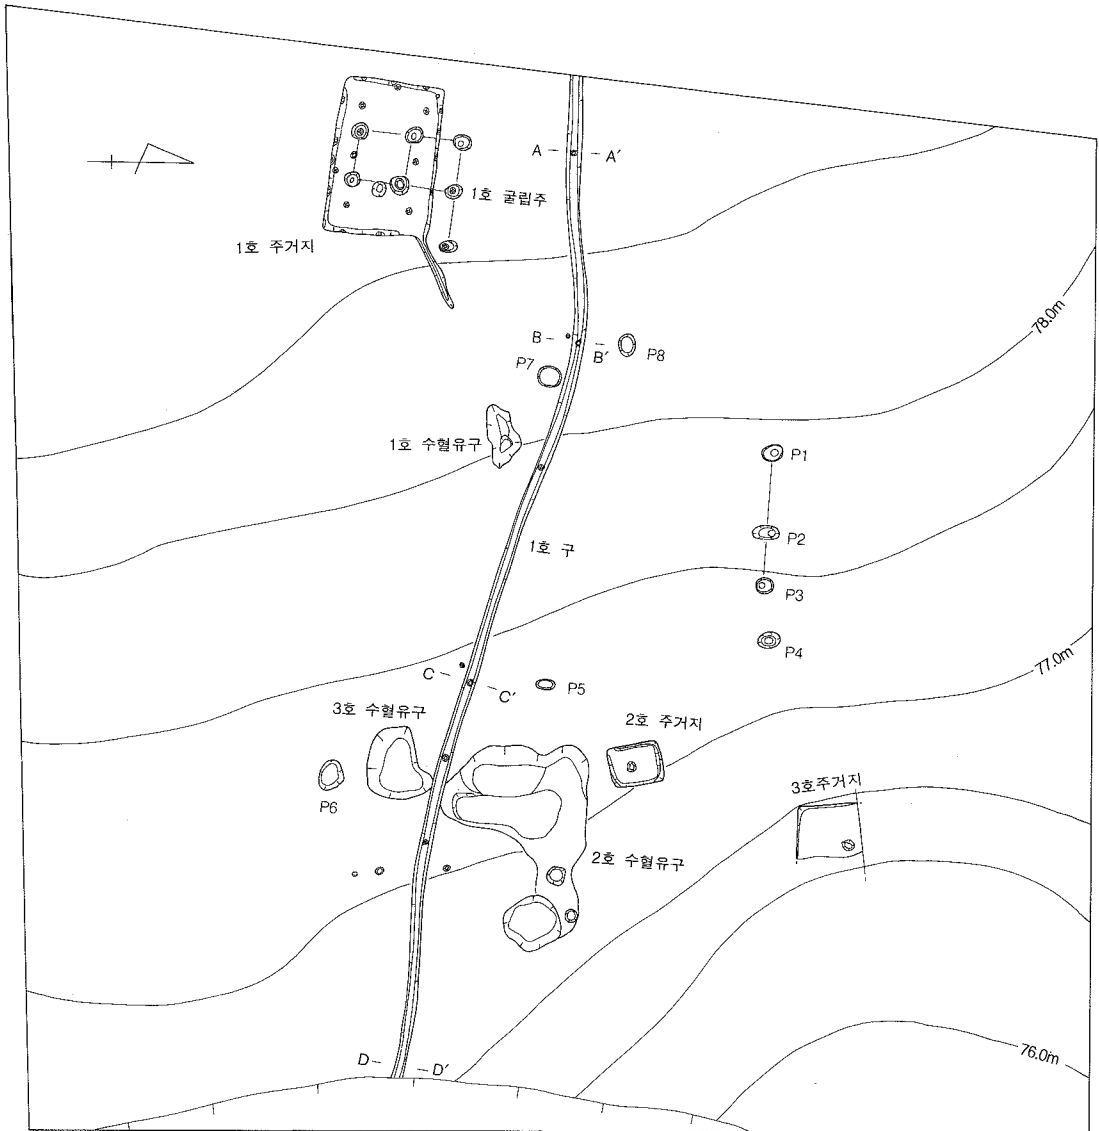 A
A′
1호 굴립주
1호 주거지
78.0m
B
B′
P8
P7
1호 수혈유구
P1
1호 구
P2
P3
P4
77.0m
C
C′
P5
3호 수혈유구
2호 주거지
P6
3호주거지
2호 수혈유구
76.0m
D
D′